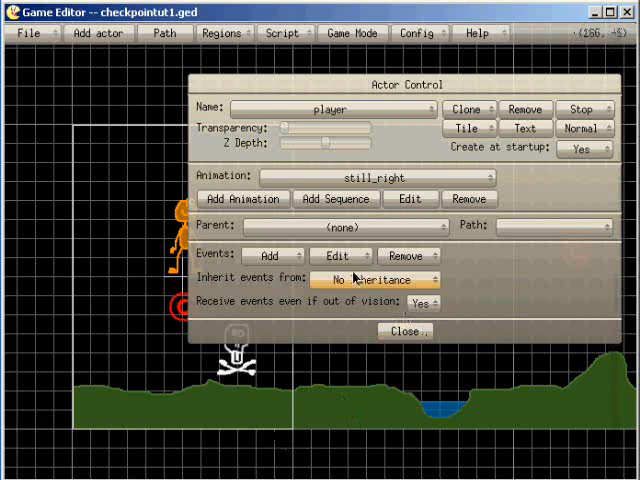 Game Editor -- checkpointut1.ged
File Add actor Path Regions Script Game Mode Config Help
Actor Control
Name: player Clone Remove Stop
Transparency: Tile Text Normal
Z Depth: Create at startup: Yes
Animation: still_right
Add Animation Add Sequence Edit Remove
Parent: (none) Path:
Events: Add Edit Remove
Inherit events from: No inheritance
Receive events even if out of vision: Yes
Close..